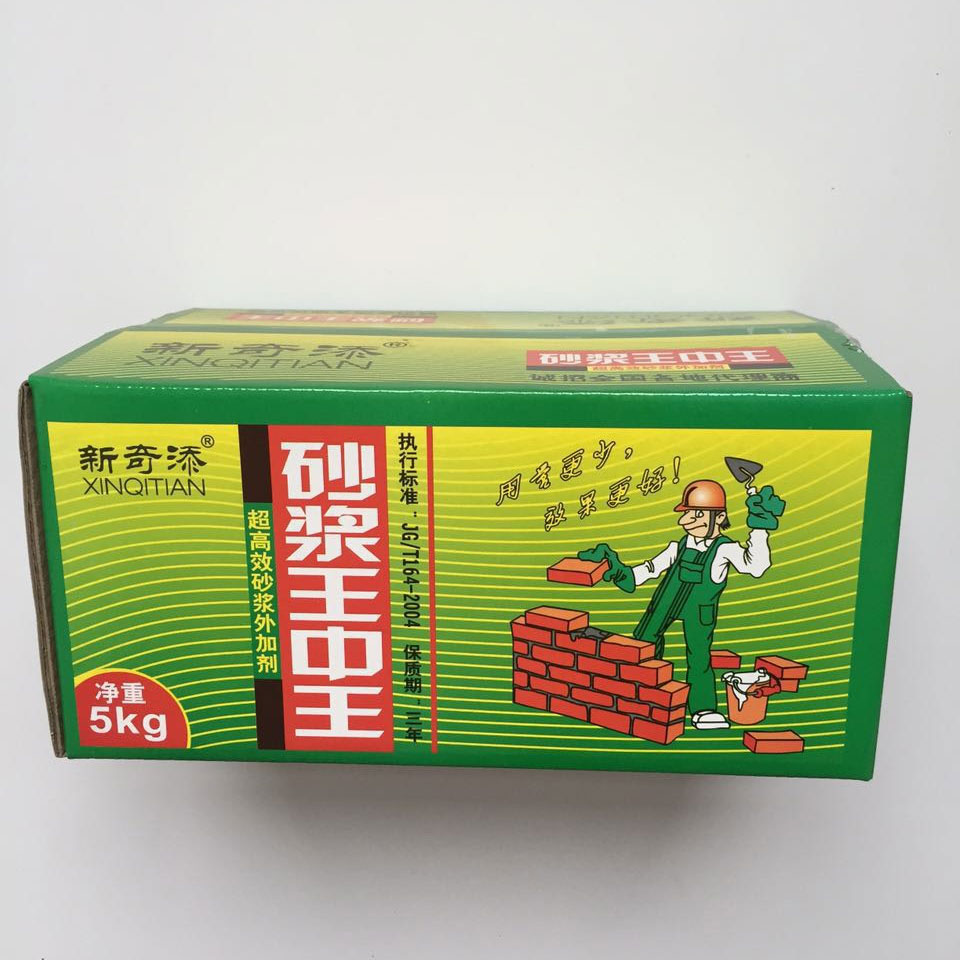 新奇添®
XINQITIAN
砂浆王中王
超高效砂浆外加剂
诚招全国各地代理商
新奇添®
XINQITIAN
超高效砂浆外加剂
砂浆王中王
执行标准：JG/T164-2004 保质期：三年
用量更少，
效果更好！
净重
5kg